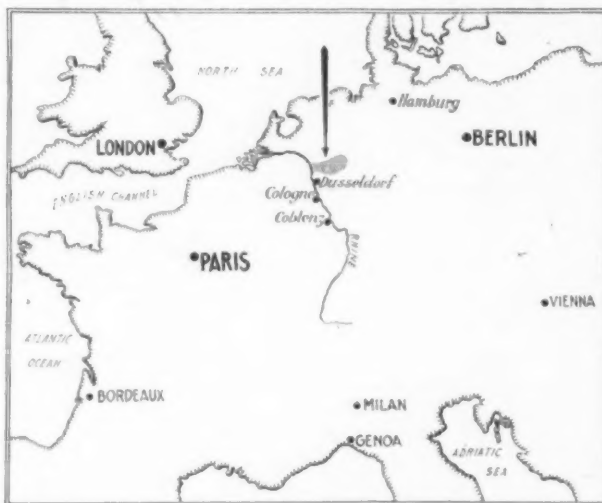 NORTH SEA
Hamburg
LONDON
BERLIN
Dusseldorf
ENGLISH CHANNEL
Cologne
Coblenz
RHINE
PARIS
VIENNA
ATLANTIC
OCEAN
BORDEAUX
MILAN
GENOA
ADRIATIC
SEA